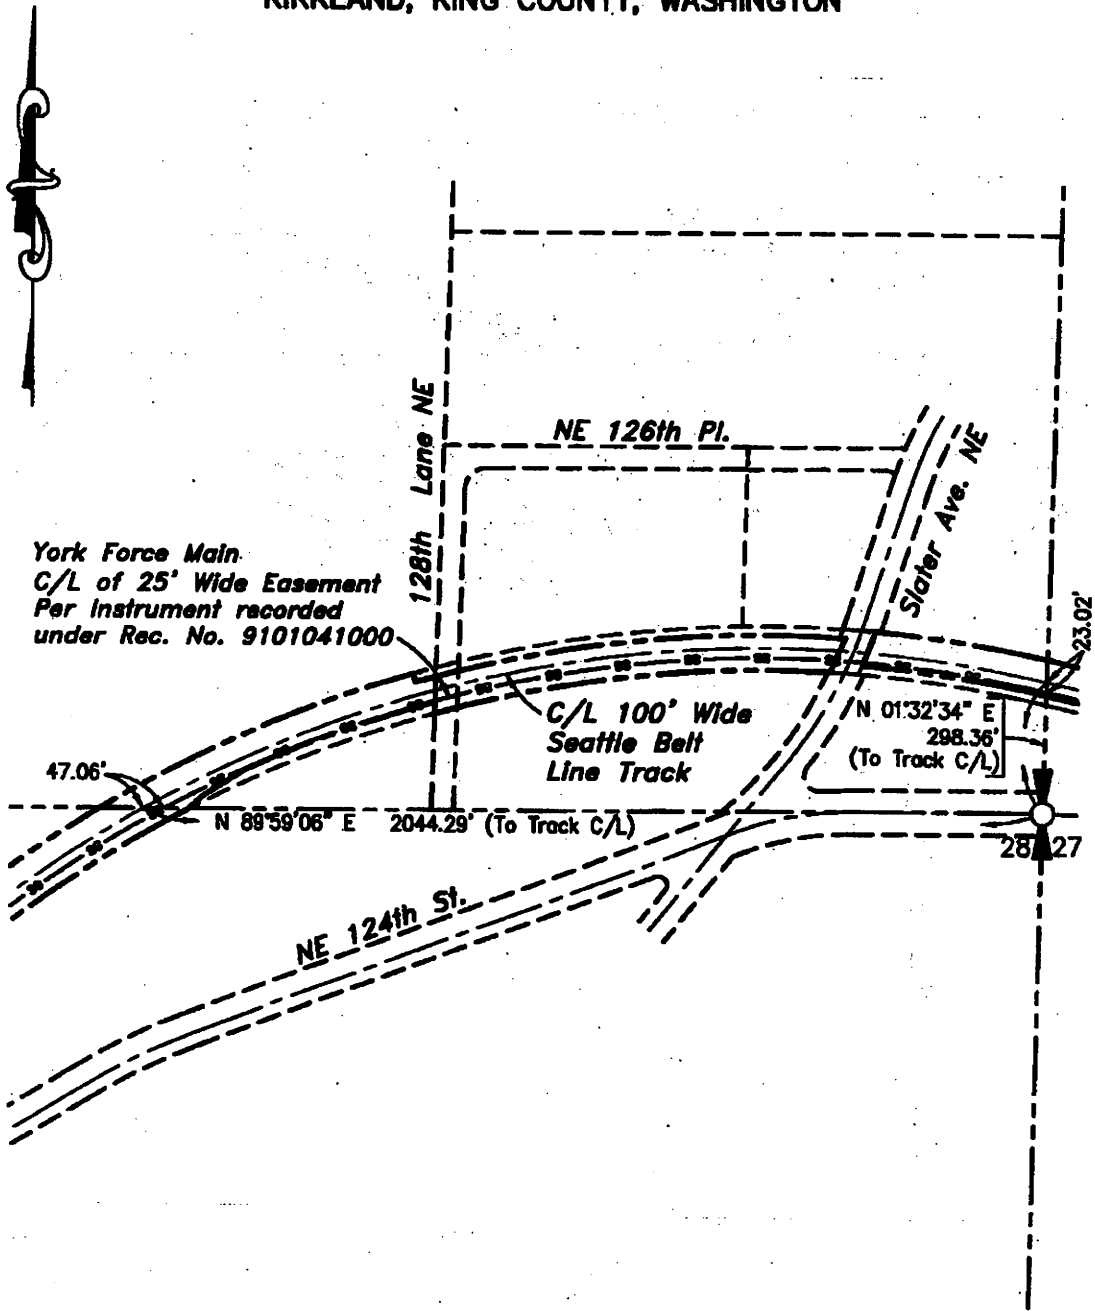 KIRKLAND, KING COUNTY, WASHINGTON
128th Lane NE
NE 126th Pl.
Slater Ave. NE
York Force Main
C/L of 25' Wide Easement
Per instrument recorded
under Rec. No. 9101041000
23.02'
C/L 100' Wide
Seattle Belt
Line Track
N 01°32'34" E
298.36'
(To Track C/L)
47.06'
N 89°59'06" E 2044.29' (To Track C/L)
28 27
NE 124th St.